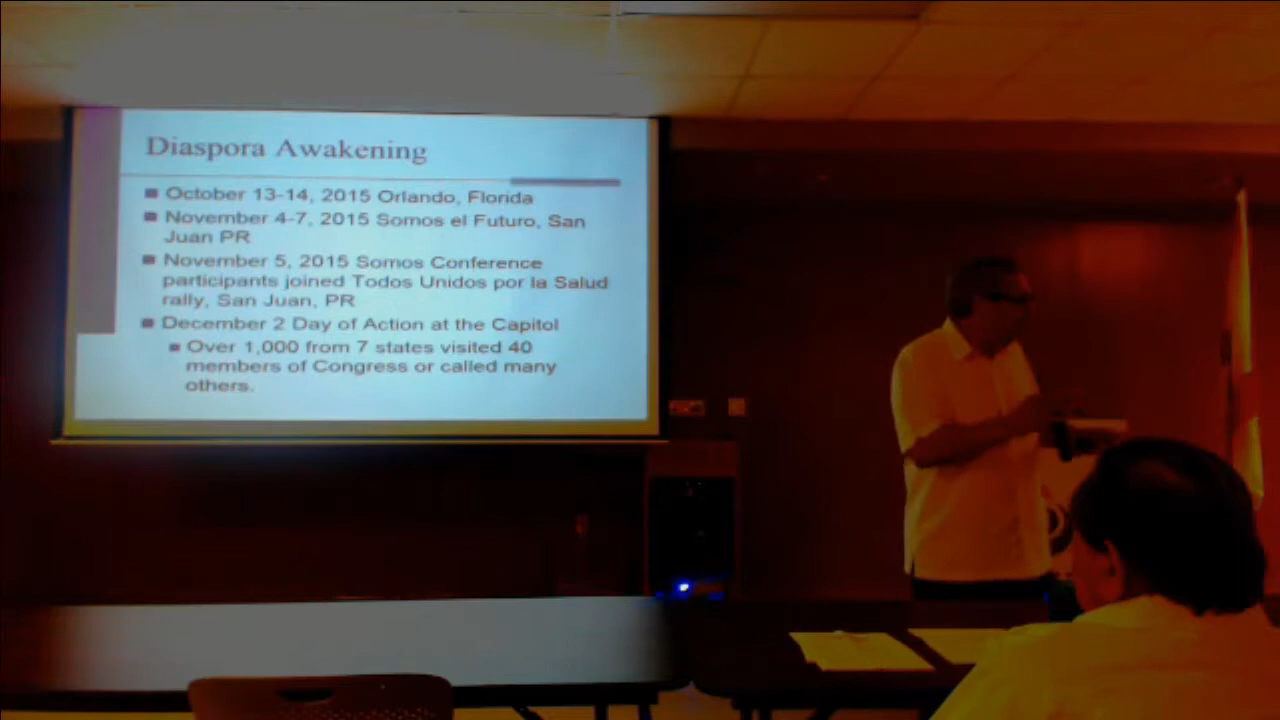 Diaspora Awakening
October 13-14, 2015 Orlando, Florida
November 4-7, 2015 Somos el Futuro, San
Juan PR
November 5, 2015 Somos Conference
participants joined Todos Unidos por la Salud
rally, San Juan, PR
December 2 Day of Action at the Capitol
Over 1,000 from 7 states visited 40
members of Congress or called many
others.